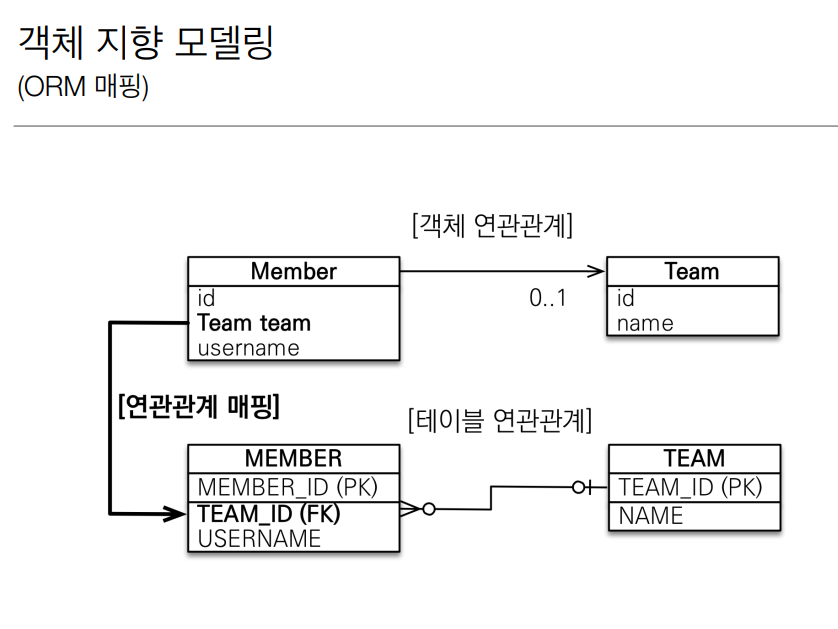 객체 지향 모델링
(ORM 매핑)
[객체 연관관계]
Member
id
Team team
username
0..1
Team
id
name
[연관관계 매핑]
[테이블 연관관계]
MEMBER
MEMBER_ID (PK)
TEAM_ID (FK)
USERNAME
TEAM
TEAM_ID (PK)
NAME